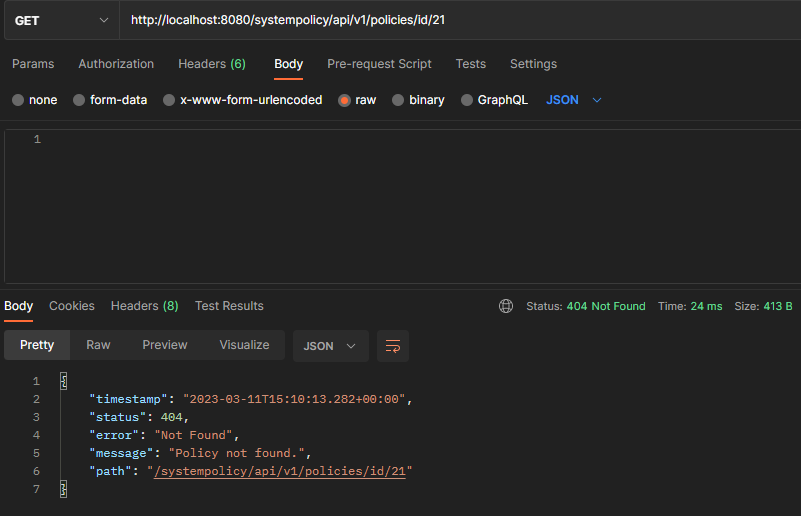 GET http://localhost:8080/systempolicy/api/v1/policies/id/21
Params Authorization Headers (6) Body Pre-request Script Tests Settings
none form-data x-www-form-urlencoded raw binary GraphQL JSON
1
Body Cookies Headers (8) Test Results Status: 404 Not Found Time: 24 ms Size: 413 B
Pretty Raw Preview Visualize JSON
1 {
2 "timestamp": "2023-03-11T15:10:13.282+00:00",
3 "status": 404,
4 "error": "Not Found",
5 "message": "Policy not found.",
6 "path": "/systempolicy/api/v1/policies/id/21"
7 }